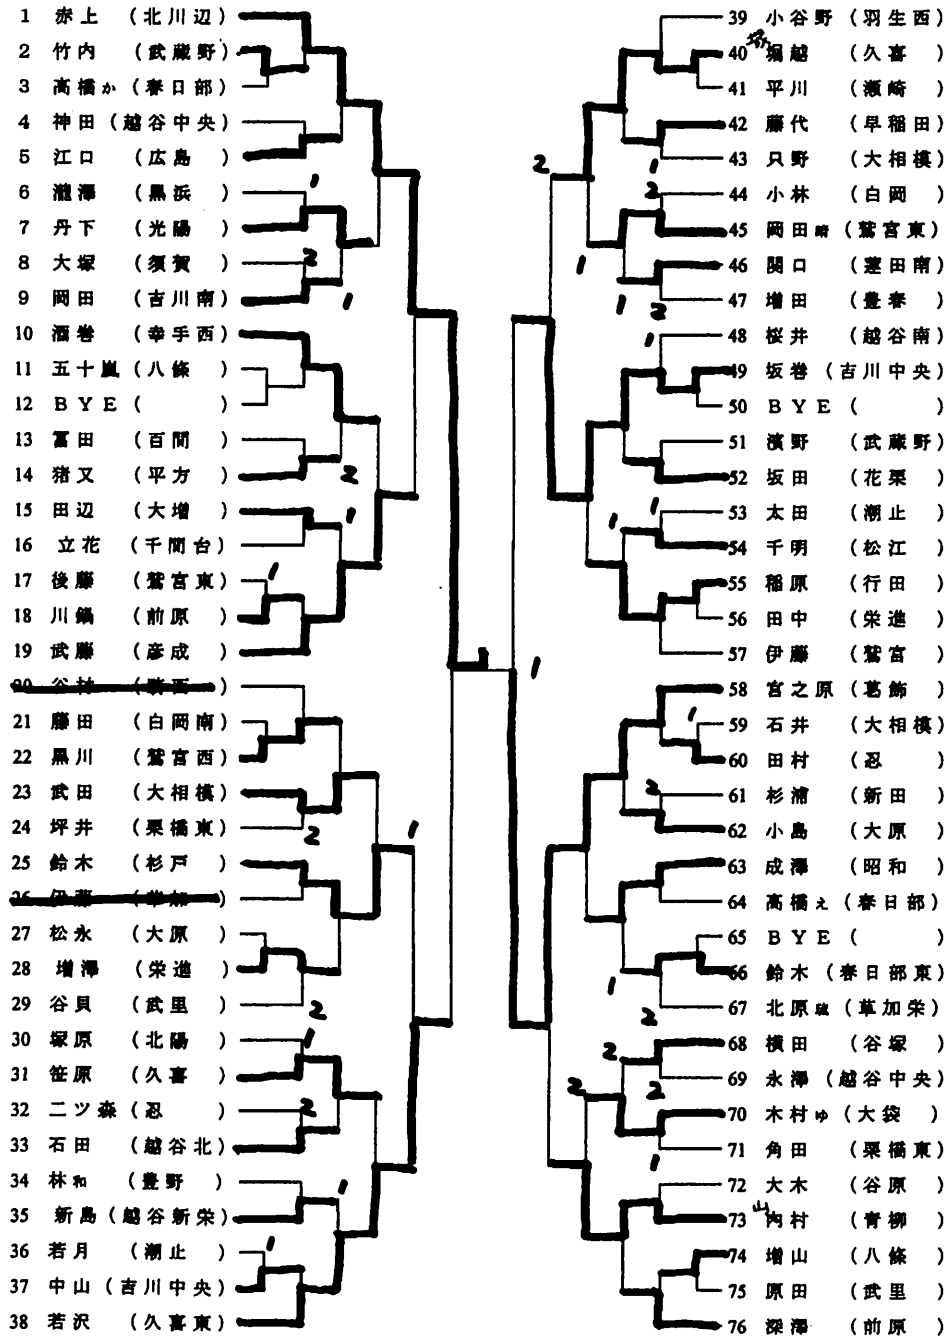 1 赤上 (北川辺)
2 竹内 (武蔵野)
3 高橋か (春日部)
4 神田 (越谷中央)
5 江口 (広島)
6 瀧澤 (黒浜)
7 丹下 (光陽)
8 大塚 (須賀)
9 岡田 (吉川南)
10 酒巻 (幸手西)
11 五十嵐 (八條)
12 BYE ( )
13 冨田 (百間)
14 猪又 (平方)
15 田辺 (大増)
16 立花 (千間台)
17 後藤 (鷲宮東)
18 川鍋 (前原)
19 武藤 (彦成)
21 藤田 (白岡南)
22 黒川 (鷲宮西)
23 武田 (大相模)
24 坪井 (栗橋東)
25 鈴木 (杉戸)
26 伊藤 (草加)
27 松永 (大原)
28 増澤 (栄進)
29 谷貝 (武里)
30 塚原 (北陽)
31 笹原 (久喜)
32 二ツ森 (忍)
33 石田 (越谷北)
34 林和 (豊野)
35 新島 (越谷新栄)
36 若月 (潮止)
37 中山 (吉川中央)
38 若沢 (久喜東)
39 小谷野 (羽生西)
40 堀越 (久喜)
41 平川 (瀬崎)
42 藤代 (早稲田)
43 只野 (大相模)
44 小林 (白岡)
45 岡田 (鷲宮東)
46 関口 (蓮田南)
47 増田 (豊春)
48 桜井 (越谷南)
49 坂巻 (吉川中央)
50 BYE ( )
51 濱野 (武蔵野)
52 坂田 (花栗)
53 太田 (潮止)
54 千明 (松江)
55 稲原 (行田)
56 田中 (栄進)
57 伊藤 (鷲宮)
58 宮之原 (葛飾)
59 石井 (大相模)
60 田村 (忍)
61 杉浦 (新田)
62 小島 (大原)
63 成澤 (昭和)
64 高橋え (春日部)
65 BYE ( )
66 鈴木 (春日部東)
67 北原 (草加栄)
68 横田 (谷塚)
69 永澤 (越谷中央)
70 木村ゆ (大袋)
71 角田 (栗橋東)
72 大木 (谷原)
73 内村 (青柳)
山
74 増山 (八條)
75 原田 (武里)
76 深澤 (前原)